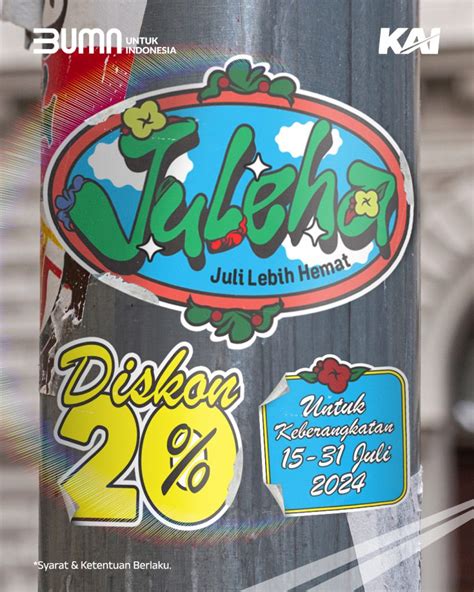 BUMN UNTUK
INDONESIA
KAI
Juleha
Juli Lebih Hemat
Diskon
20%
Untuk
Keberangkatan
15-31 Juli
2024
*Syarat & Ketentuan Berlaku.